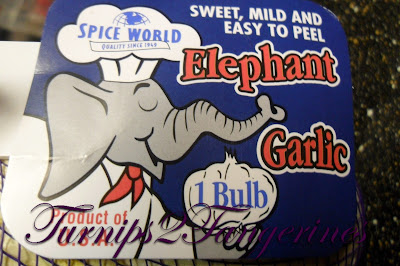 SPICE WORLD
QUALITY SINCE 1949
SWEET, MILD AND
EASY TO PEEL
Elephant
Garlic
1 Bulb
Product of
U.S.A.
Turnips2Tangerines